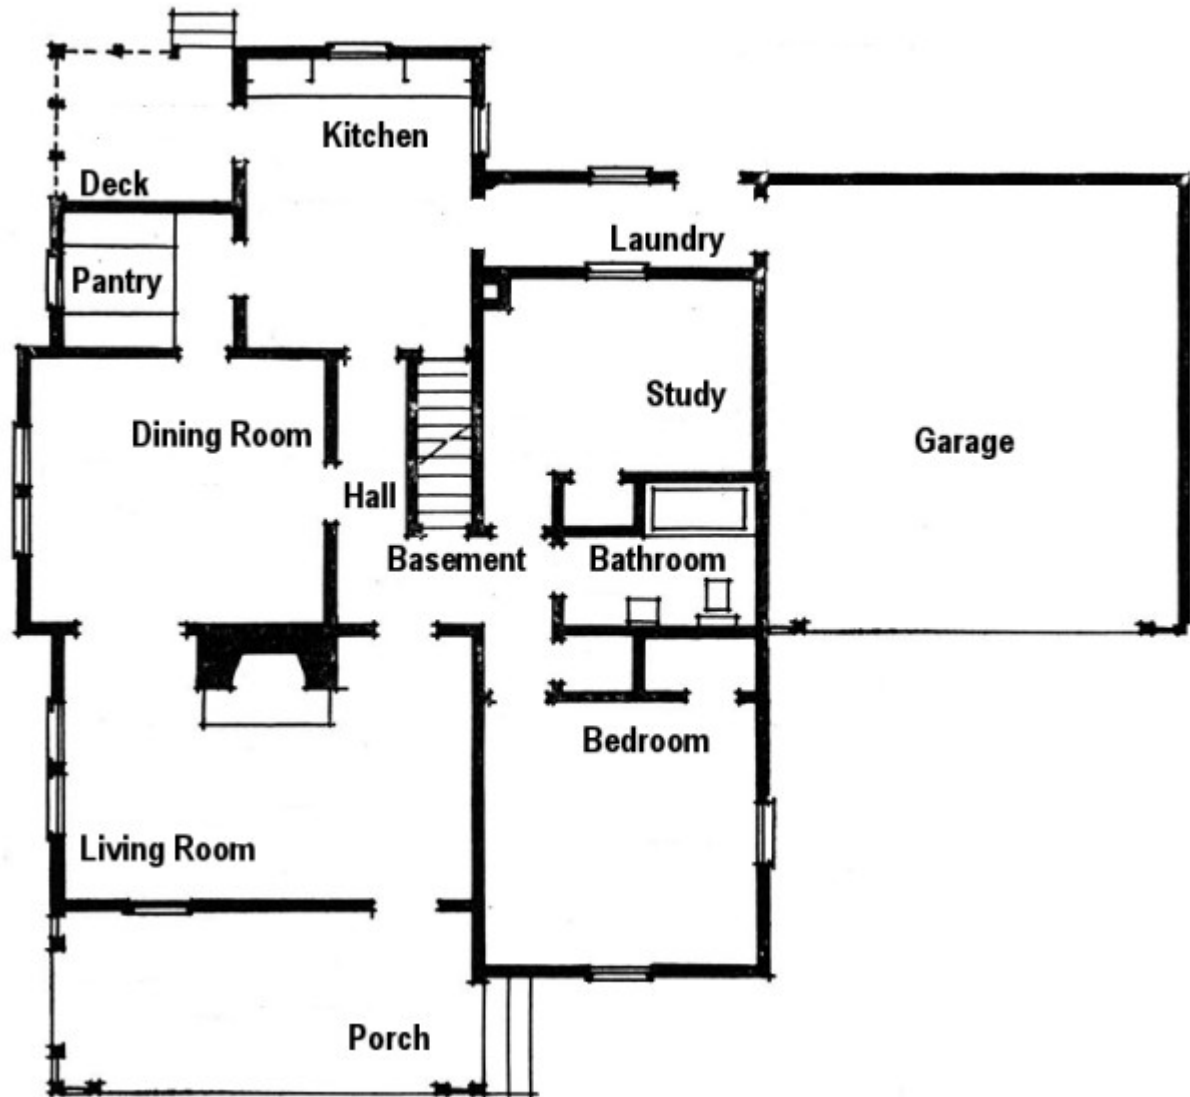 Kitchen
Deck
Laundry
Pantry
Study
Dining Room
Garage
Hall
Basement
Bathroom
Bedroom
Living Room
Porch